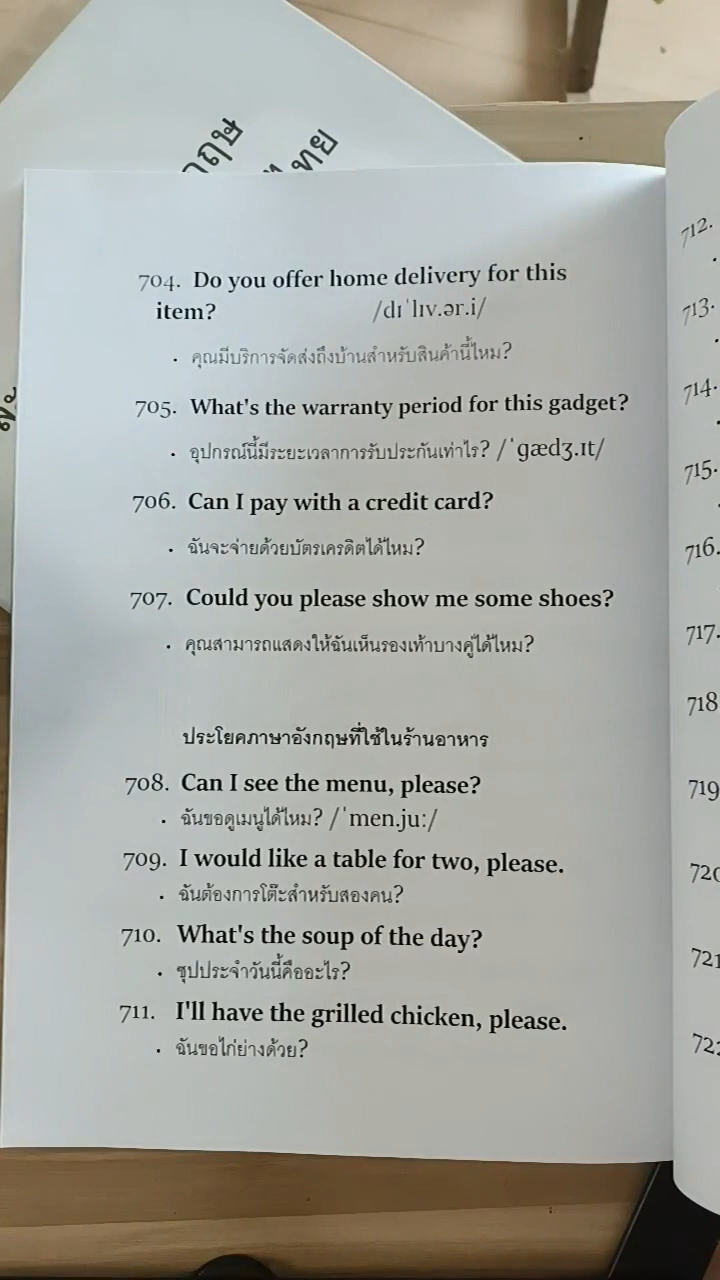 704. Do you offer home delivery for this
item? /dɪˈlɪv.ər.i/
• คุณมีบริการจัดส่งถึงบ้านสำหรับสินค้านี้ไหม?
705. What's the warranty period for this gadget?
• อุปกรณ์นี้มีระยะเวลาการรับประกันเท่าไร? /ˈɡædʒ.ɪt/
706. Can I pay with a credit card?
• ฉันจะจ่ายด้วยบัตรเครดิตได้ไหม?
707. Could you please show me some shoes?
• คุณสามารถแสดงให้ฉันเห็นรองเท้าบางคู่ได้ไหม?
ประโยคภาษาอังกฤษที่ใช้ในร้านอาหาร
708. Can I see the menu, please?
• ฉันขอดูเมนูได้ไหม? /ˈmen.juː/
709. I would like a table for two, please.
• ฉันต้องการโต๊ะสำหรับสองคน?
710. What's the soup of the day?
• ซุปประจำวันนี้คืออะไร?
711. I'll have the grilled chicken, please.
• ฉันขอไก่ย่างด้วย?
712.
713.
714.
715.
716.
717.
718
719